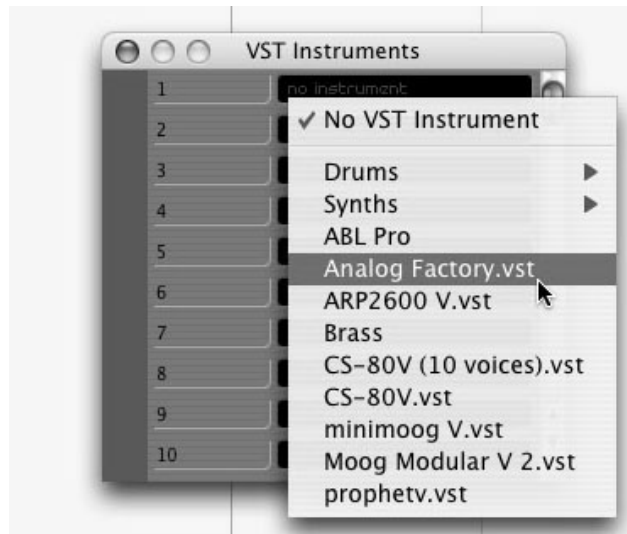 VST Instruments
1 no instrument
2
3
4
5
6
7
8
9
10
✓ No VST Instrument
Drums
Synths
ABL Pro
Analog Factory.vst
ARP2600 V.vst
Brass
CS-80V (10 voices).vst
CS-80V.vst
minimoog V.vst
Moog Modular V 2.vst
prophetv.vst